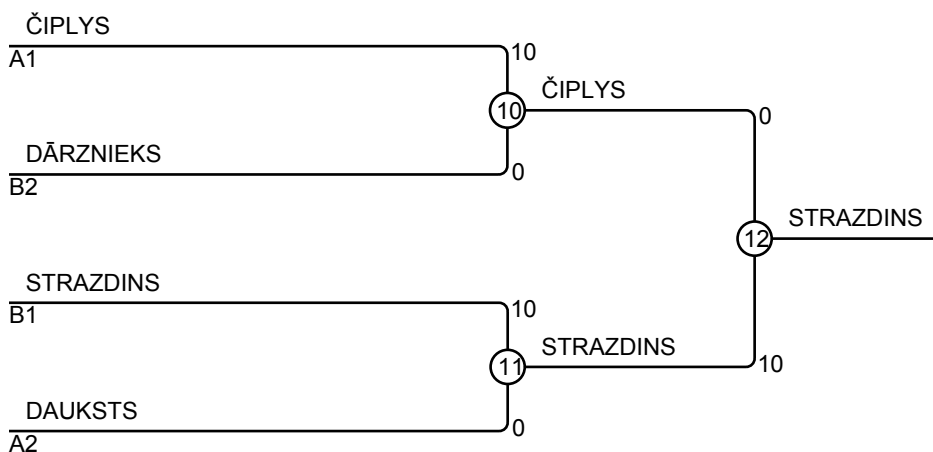 ČIPLYS
A1
10
10
ČIPLYS
0
DĀRZNIEKS
B2
0
12
STRAZDINS
STRAZDINS
B1
10
11
STRAZDINS
10
DAUKSTS
A2
0